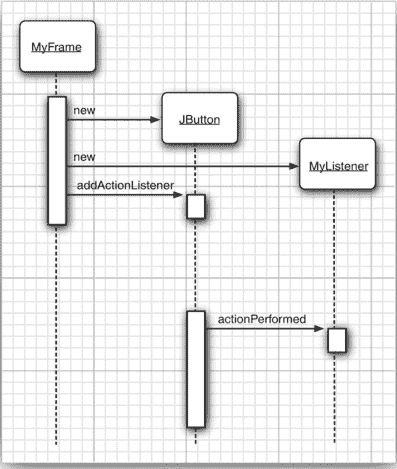 MyFrame
new
JButton
new
MyListener
addActionListener
actionPerformed